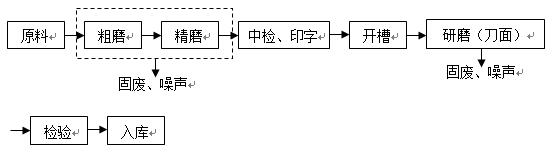 原料 粗磨 精磨 中检、印字 开槽 研磨（刀面）
固废、噪声 固废、噪声
检验 入库